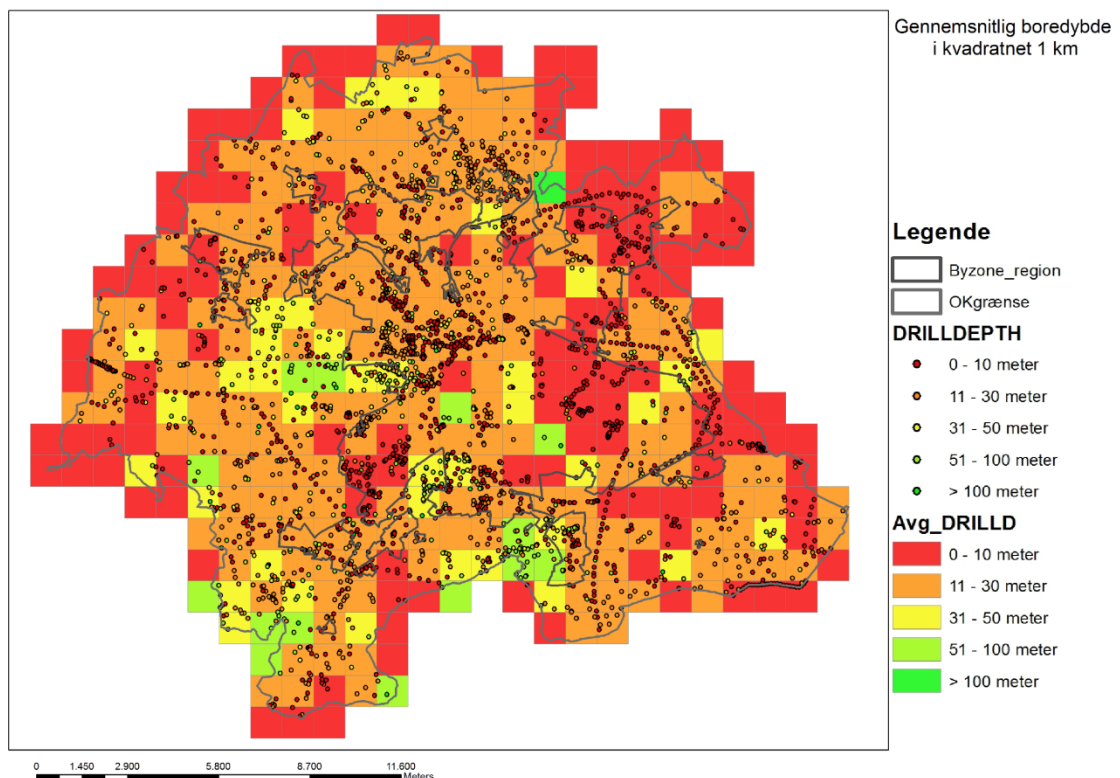 Gennemsnitlig boredybde
i kvadratnet 1 km
Legende
Byzone_region
OKgrænse
DRILLDEPTH
0 - 10 meter
11 - 30 meter
31 - 50 meter
51 - 100 meter
> 100 meter
Avg_DRILLD
0 - 10 meter
11 - 30 meter
31 - 50 meter
51 - 100 meter
> 100 meter
0 1.450 2.900 5.800 8.700 11.600
Meters